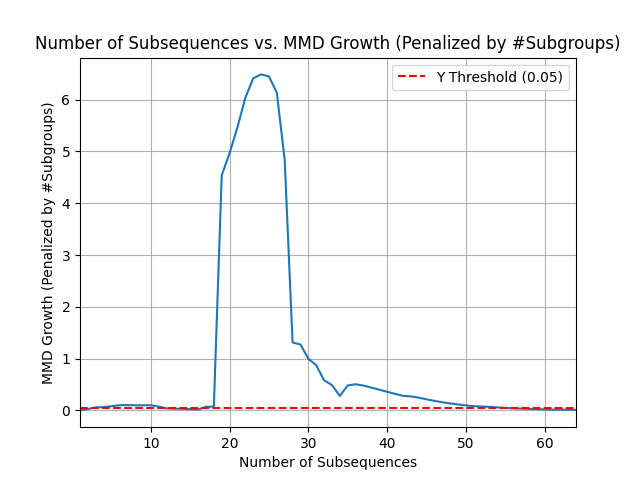 Number of Subsequences vs. MMD Growth (Penalized by #Subgroups)
Y Threshold (0.05)
MMD Growth (Penalized by #Subgroups)
6
5
4
3
2
1
0
10 20 30 40 50 60
Number of Subsequences